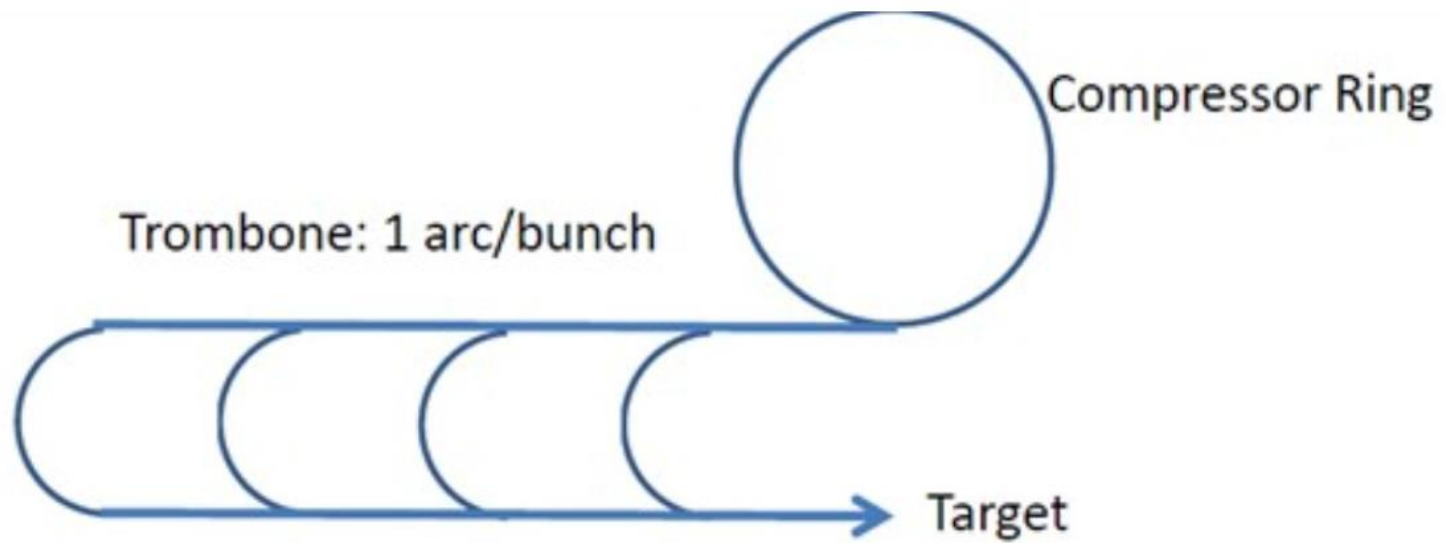 Compressor Ring
Trombone: 1 arc/bunch
Target